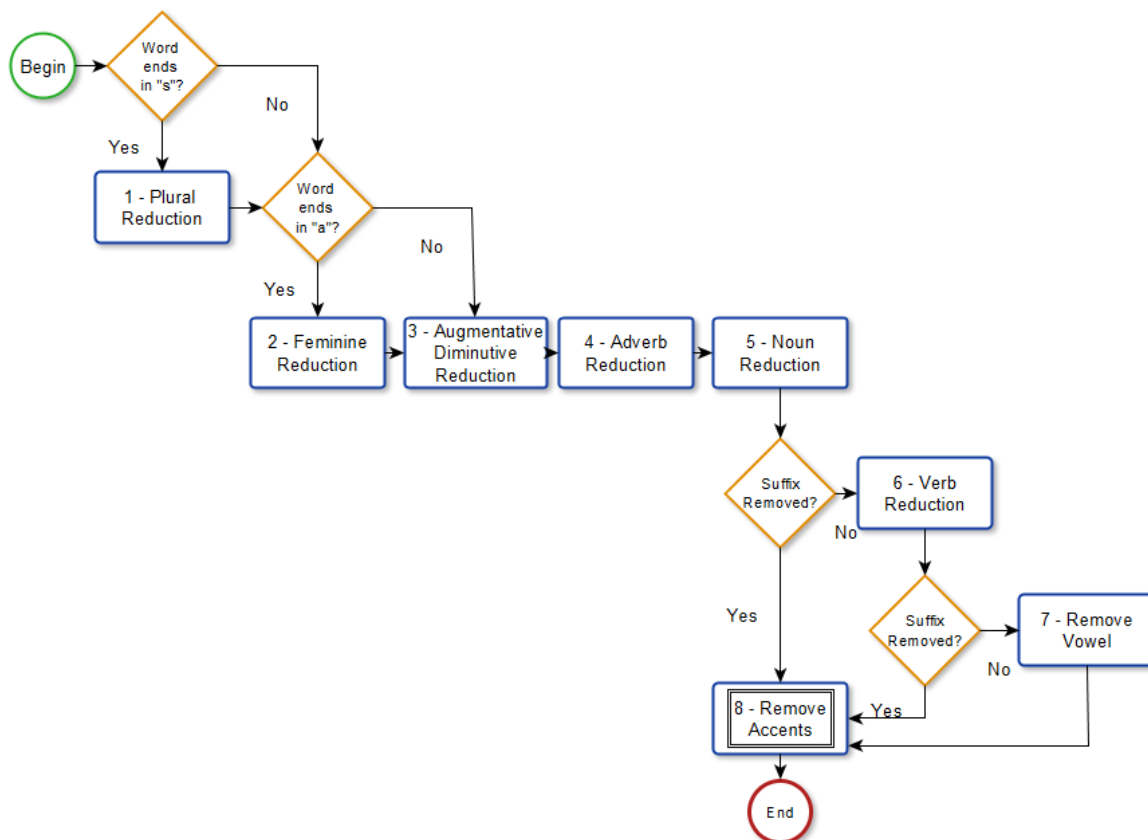 Begin
Word
ends
in "s"?
No
Yes
1 - Plural
Reduction
Word
ends
in "a"?
No
Yes
2 - Feminine
Reduction
3 - Augmentative
Diminutive
Reduction
4 - Adverb
Reduction
5 - Noun
Reduction
Suffix
Removed?
No
6 - Verb
Reduction
Yes
Suffix
Removed?
No
7 - Remove
Vowel
Yes
8 - Remove
Accents
End